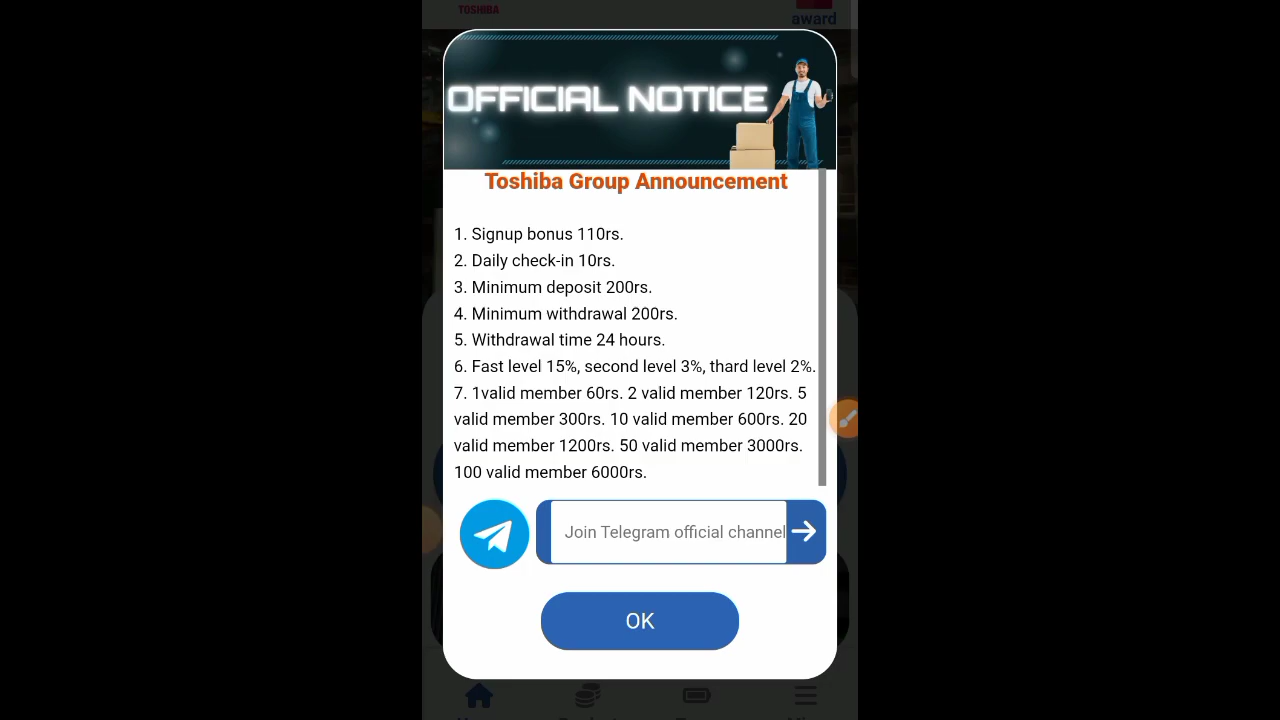 TOSHIBA
award
OFFICIAL NOTICE
Toshiba Group Announcement
1. Signup bonus 110rs.
2. Daily check-in 10rs.
3. Minimum deposit 200rs.
4. Minimum withdrawal 200rs.
5. Withdrawal time 24 hours.
6. Fast level 15%, second level 3%, thard level 2%.
7. 1valid member 60rs. 2 valid member 120rs. 5
valid member 300rs. 10 valid member 600rs. 20
valid member 1200rs. 50 valid member 3000rs.
100 valid member 6000rs.
Join Telegram official channel
OK